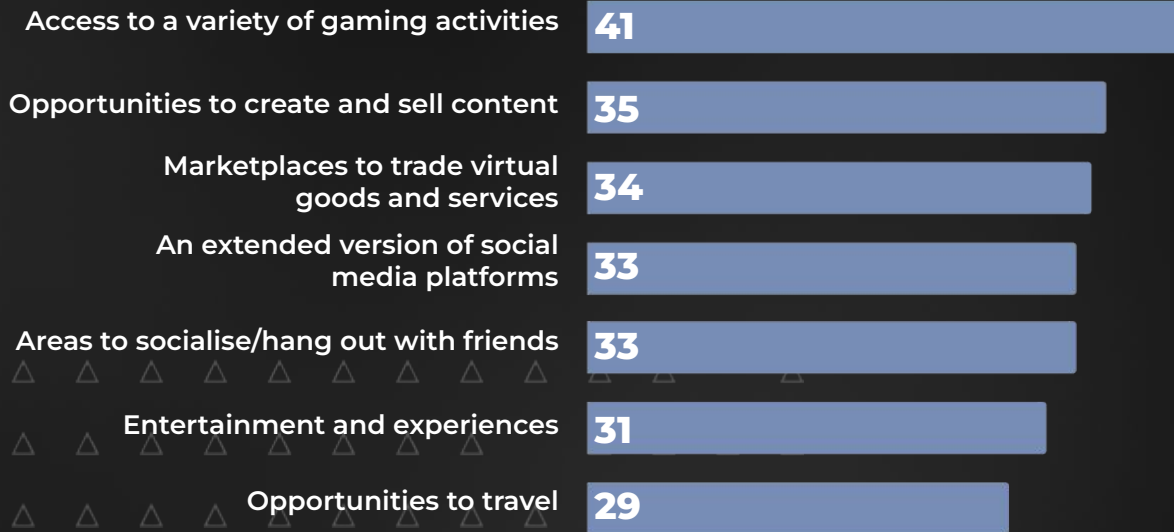 Access to a variety of gaming activities 41
Opportunities to create and sell content 35
Marketplaces to trade virtual
goods and services 34
An extended version of social
media platforms 33
Areas to socialise/hang out with friends 33
Entertainment and experiences 31
Opportunities to travel 29